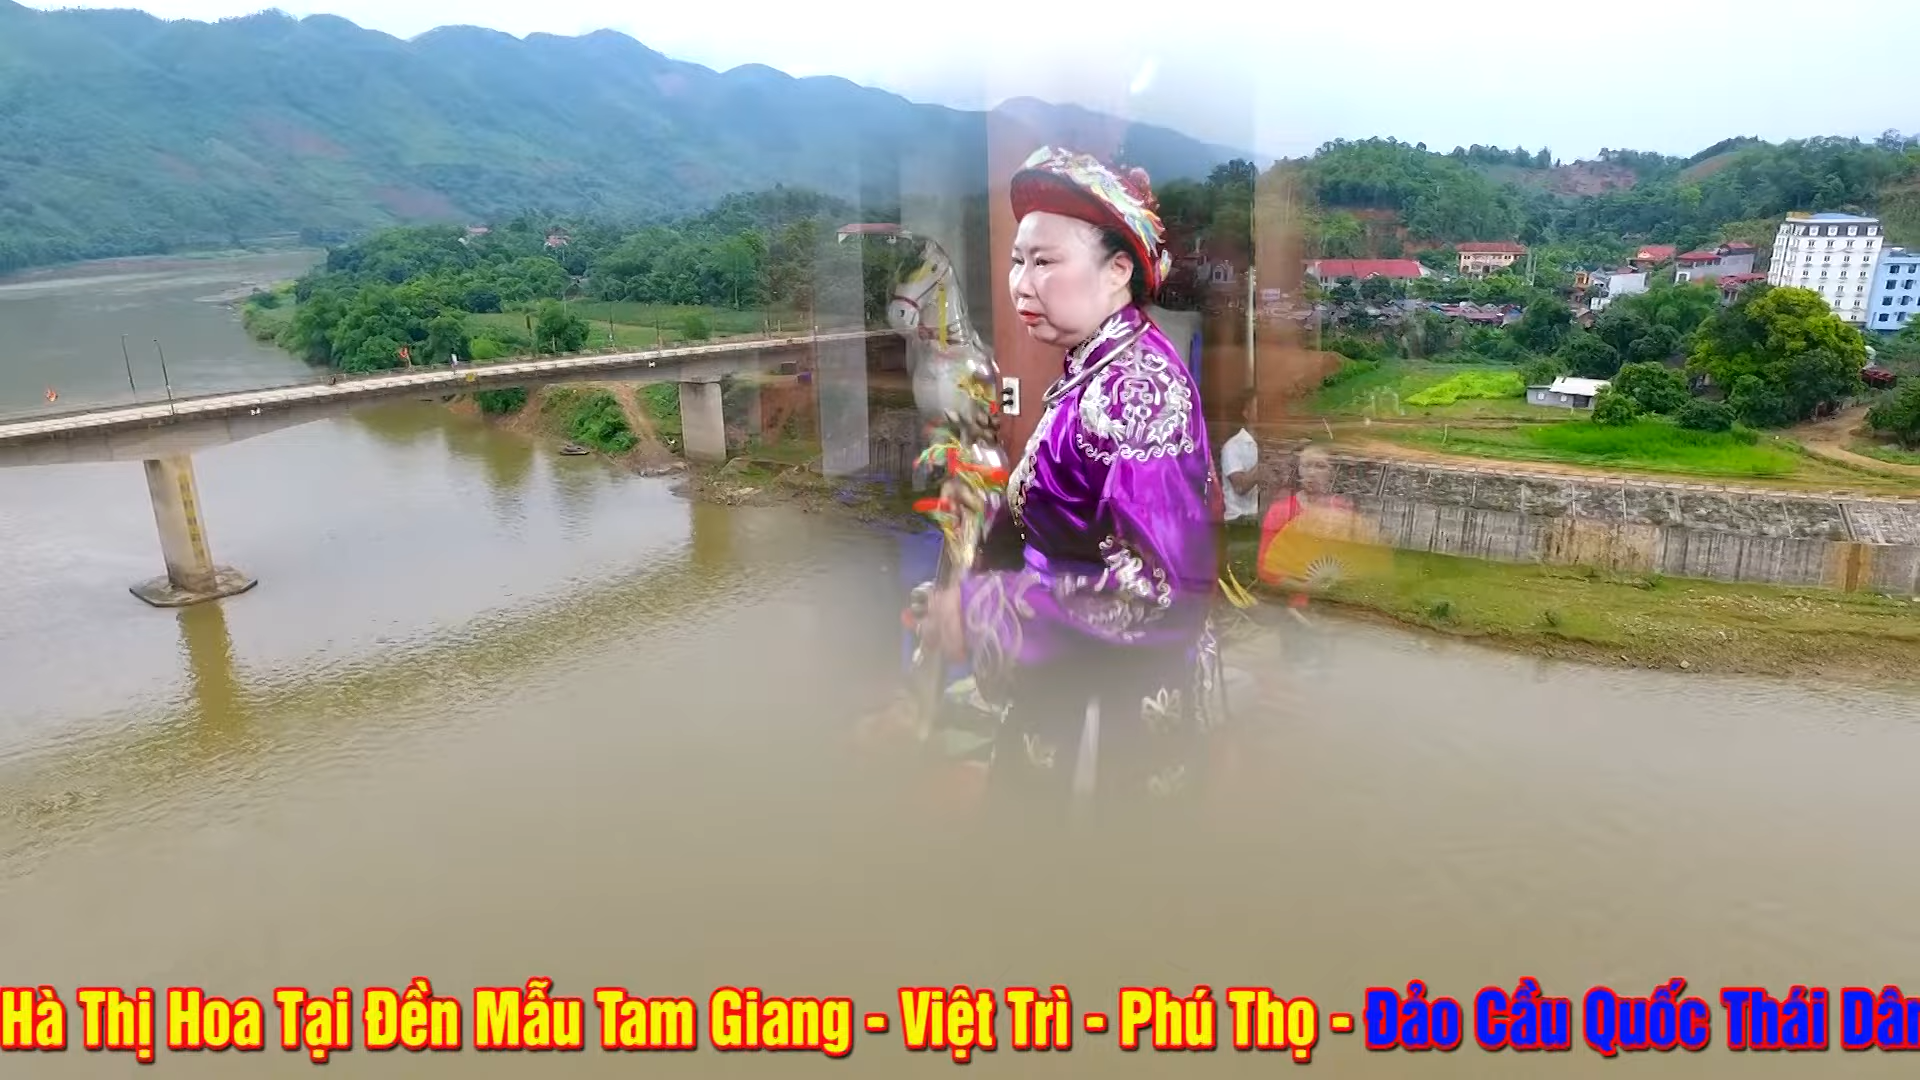 Hà Thị Hoa Tại Đền Mẫu Tam Giang - Việt Trì - Phú Thọ - Đảo Cầu Quốc Thái Dân